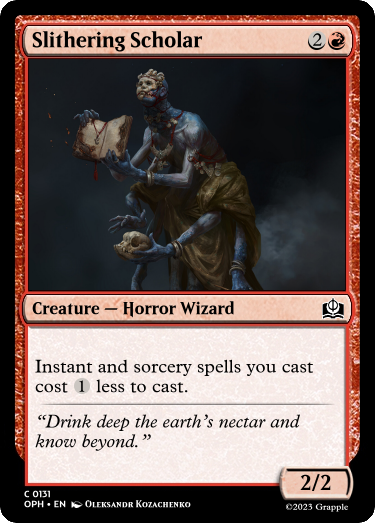 Slithering Scholar 2
Creature — Horror Wizard
Instant and sorcery spells you cast
cost 1 less to cast.
“Drink deep the earth’s nectar and
know beyond.”
2/2
C 0131
OPH • EN Oleksandr Kozachenko
©2023 Grapple